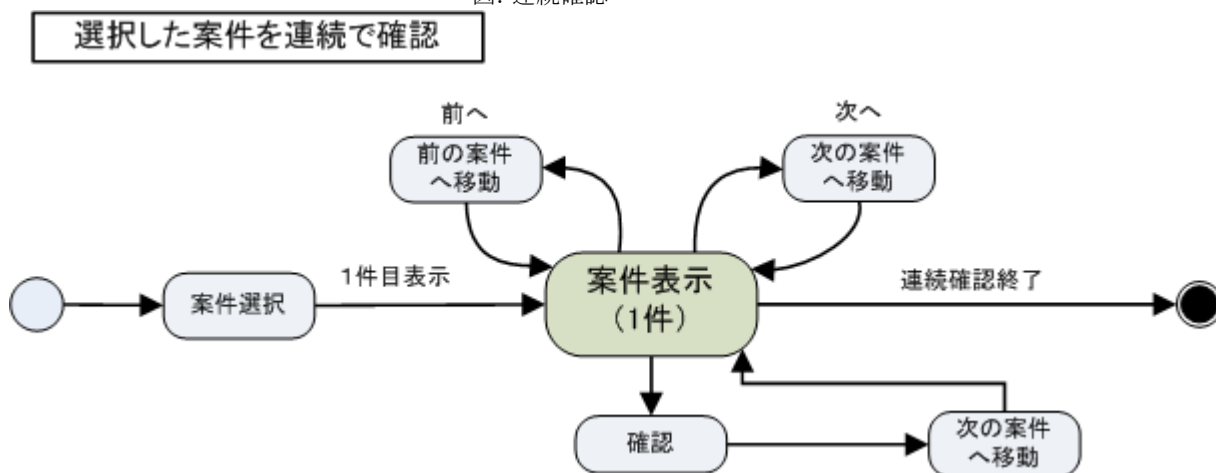 選択した案件を連続で確認
前へ
次へ
前の案件
へ移動
次の案件
へ移動
1件目表示
案件表示
（1件）
連続確認終了
案件選択
確認
次の案件
へ移動